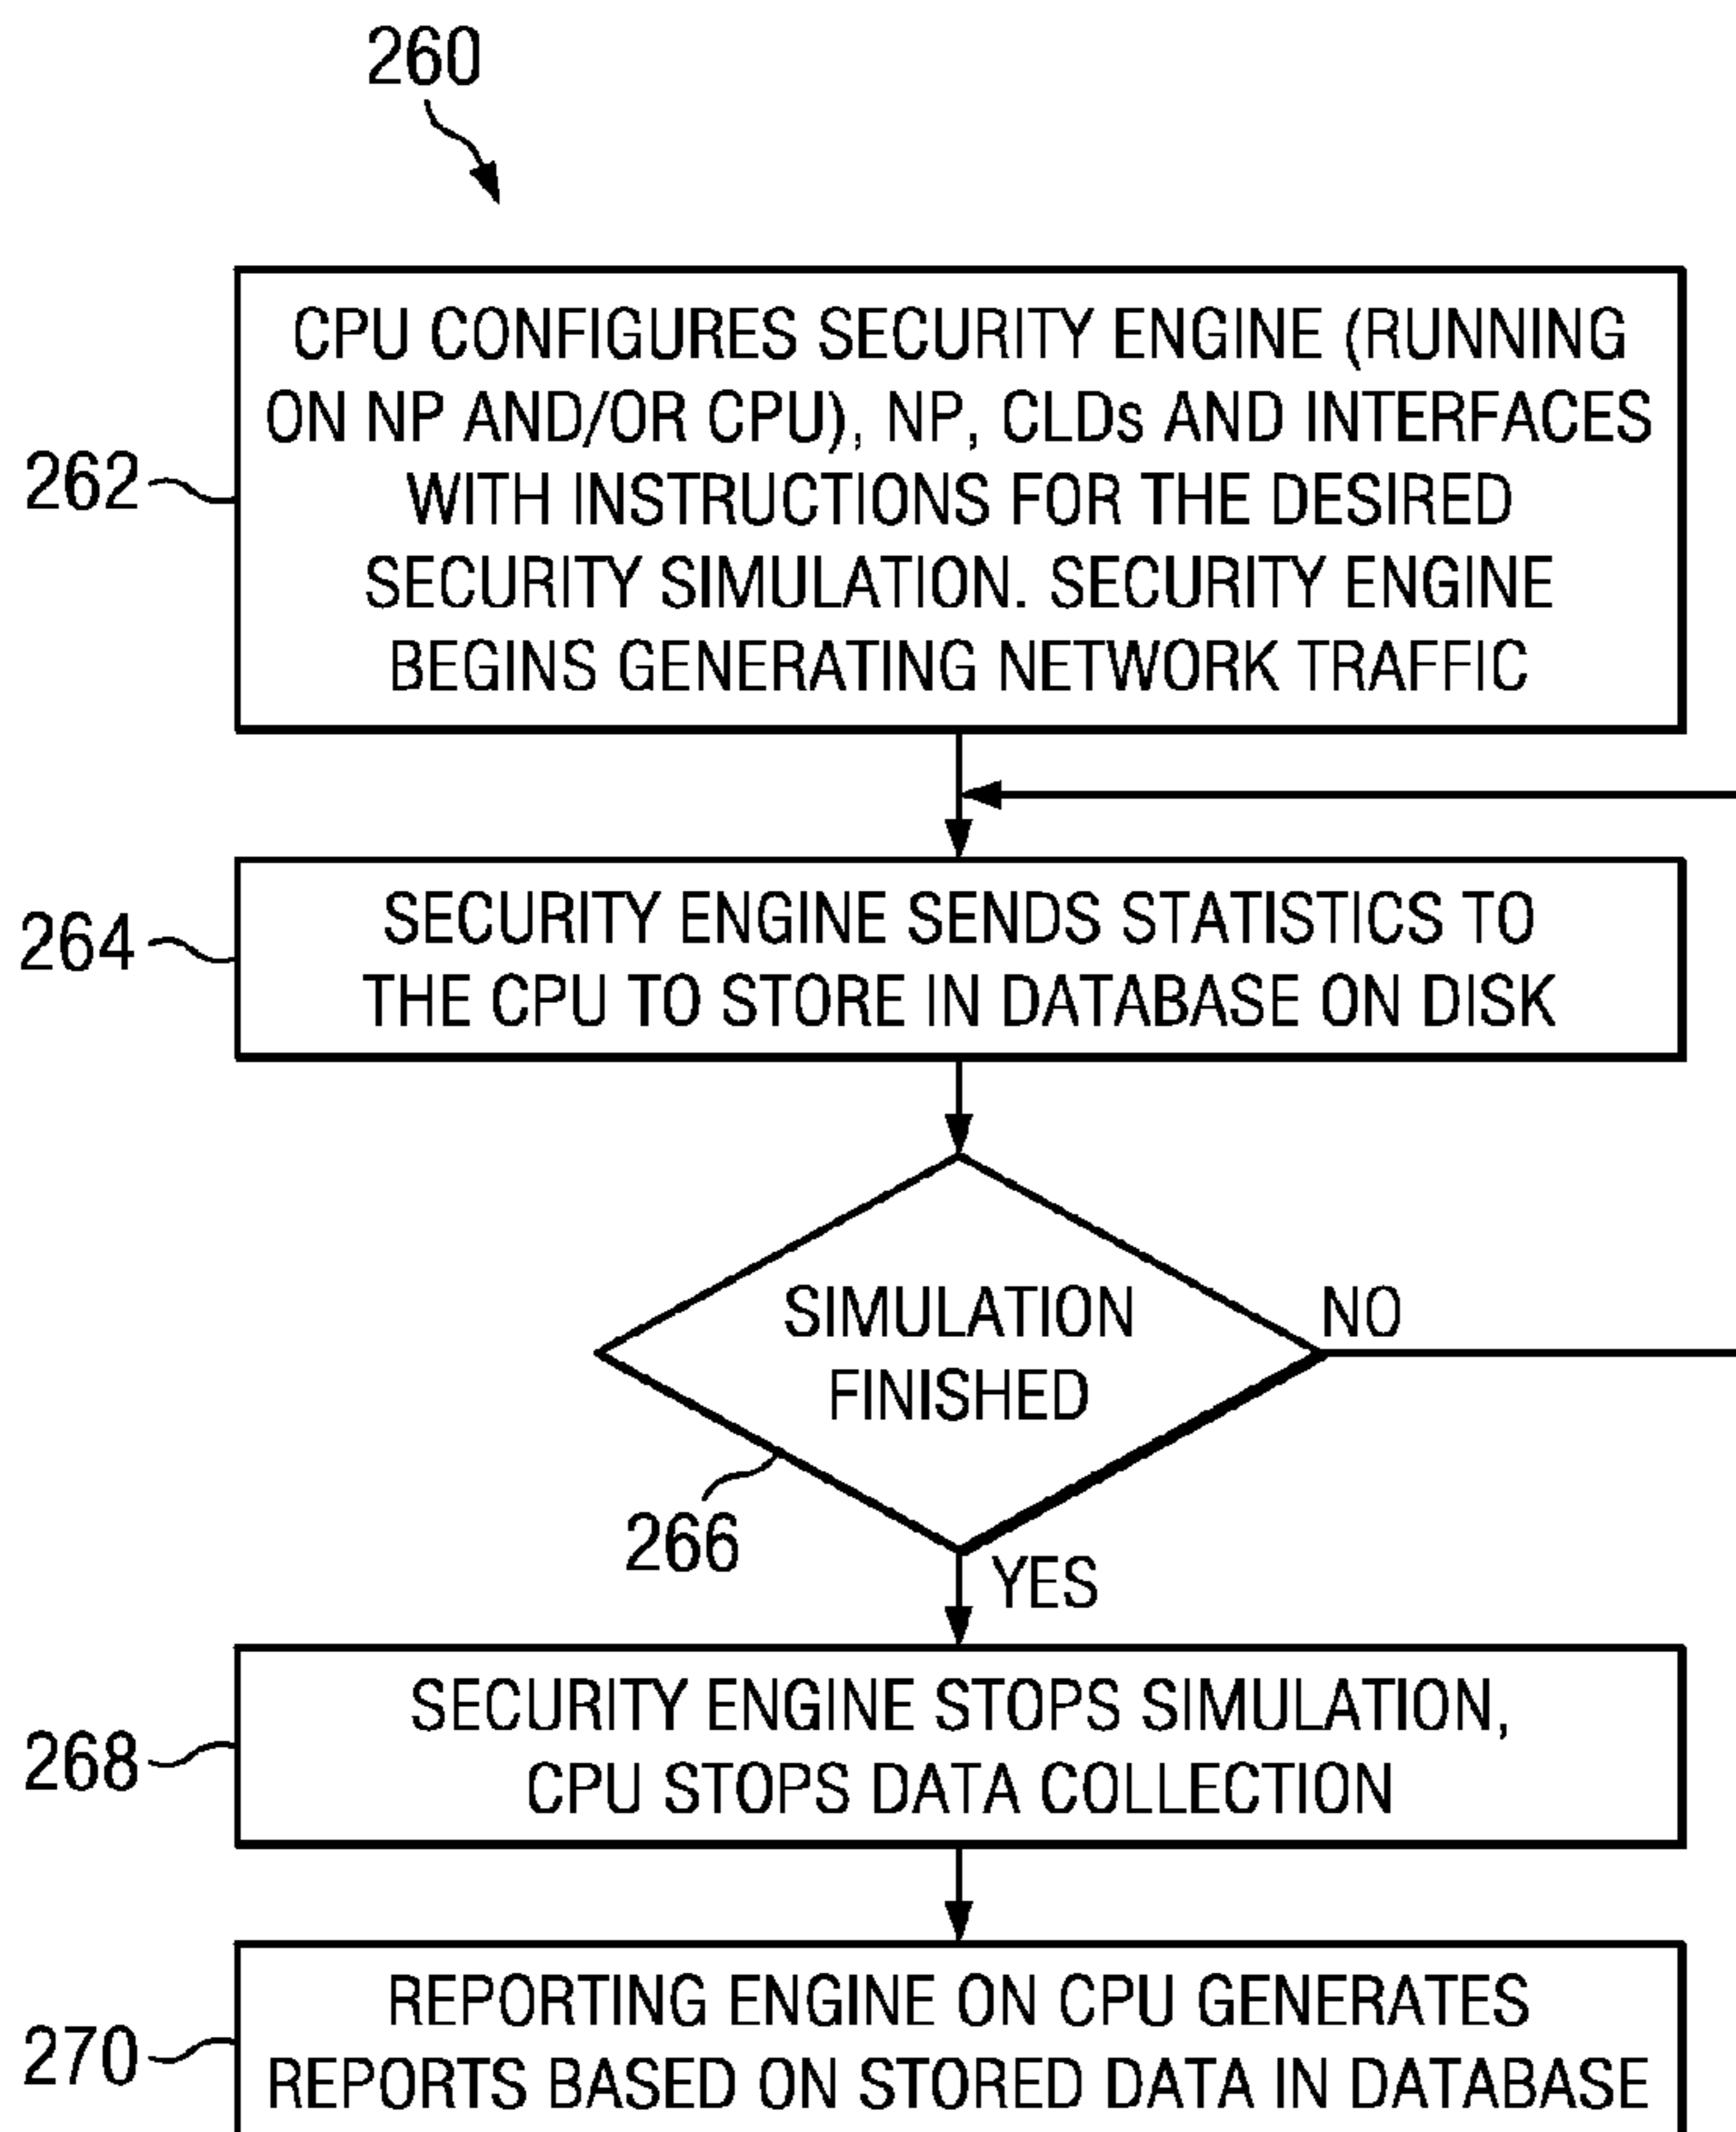 260
CPU CONFIGURES SECURITY ENGINE (RUNNING
ON NP AND/OR CPU), NP, CLDs AND INTERFACES
WITH INSTRUCTIONS FOR THE DESIRED
SECURITY SIMULATION. SECURITY ENGINE
BEGINS GENERATING NETWORK TRAFFIC
262
SECURITY ENGINE SENDS STATISTICS TO
THE CPU TO STORE IN DATABASE ON DISK
264
SIMULATION
FINISHED
NO
266
YES
SECURITY ENGINE STOPS SIMULATION,
CPU STOPS DATA COLLECTION
268
REPORTING ENGINE ON CPU GENERATES
REPORTS BASED ON STORED DATA IN DATABASE
270